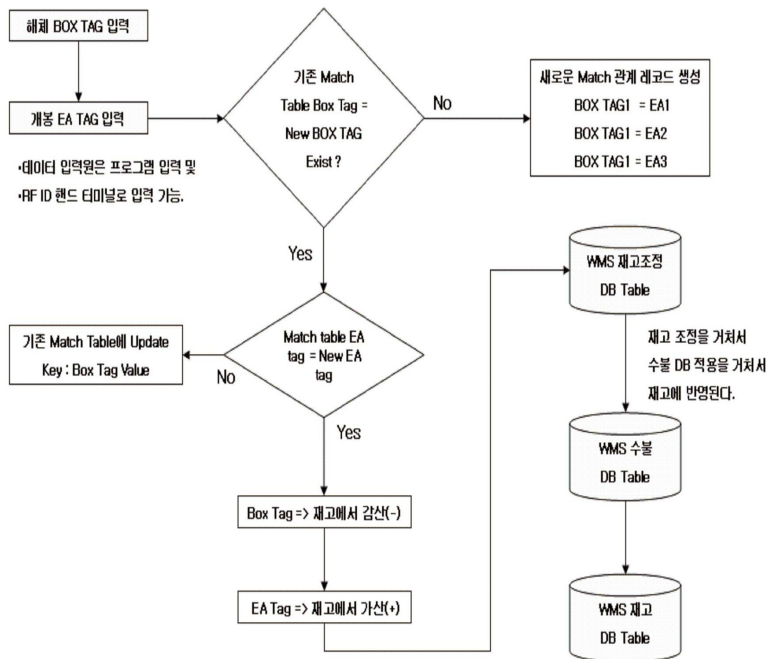 해체 BOX TAG 입력
개봉 EA TAG 입력
•데이터 입력원은 프로그램 입력 및
•RF ID 핸드 터미널로 입력 가능.
기존 Match
Table Box Tag =
New BOX TAG
Exist ?
No
새로운 Match 관계 레코드 생성
BOX TAG1 = EA1
BOX TAG1 = EA2
BOX TAG1 = EA3
Yes
Match table EA
tag = New EA
tag
No
기존 Match Table에 Update
Key : Box Tag Value
Yes
Box Tag => 재고에서 감산(-)
EA Tag => 재고에서 가산(+)
WMS 재고조정
DB Table
재고 조정을 거쳐서
수불 DB 적용을 거쳐서
재고에 반영된다.
WMS 수불
DB Table
WMS 재고
DB Table